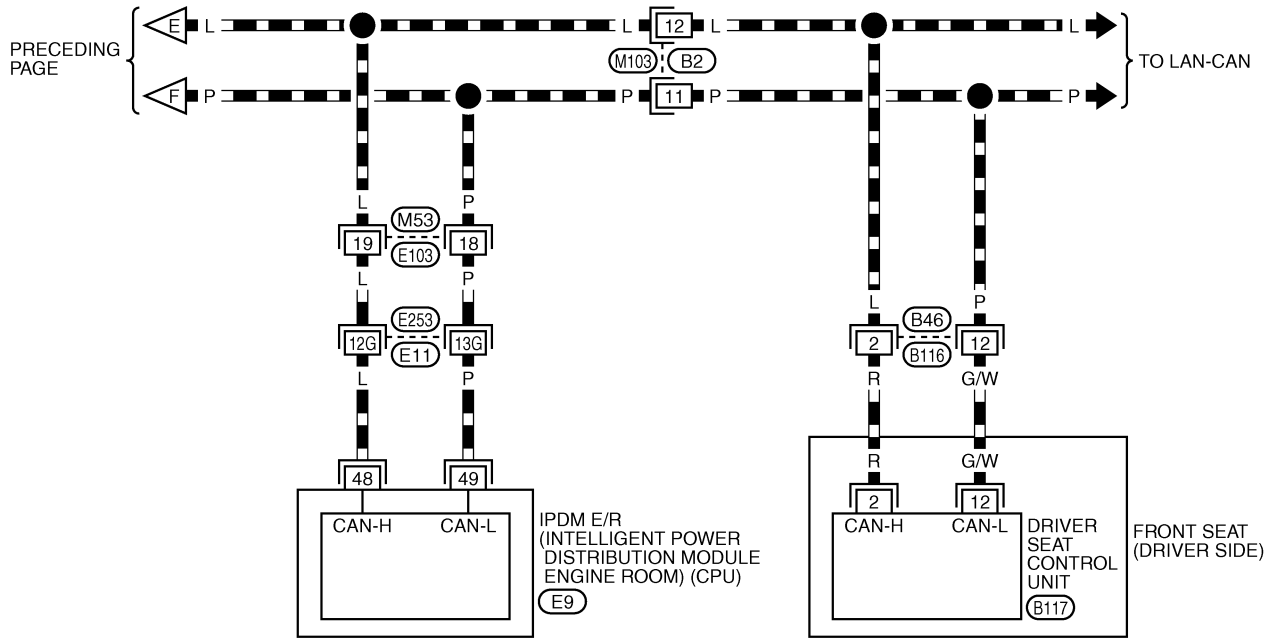 PRECEDING
PAGE
E L L 12 L L
M103 B2
F P P 11 P P
TO LAN-CAN
L P
M53
19 18
E103
L P
E253
12G 13G
E11
L P
48 49
CAN-H CAN-L
IPDM E/R
(INTELLIGENT POWER
DISTRIBUTION MODULE
ENGINE ROOM) (CPU)
E9
L P
B46
2 12
B116
R G/W
R G/W
2 12
CAN-H CAN-L
DRIVER
SEAT
CONTROL
UNIT
B117
FRONT SEAT
(DRIVER SIDE)